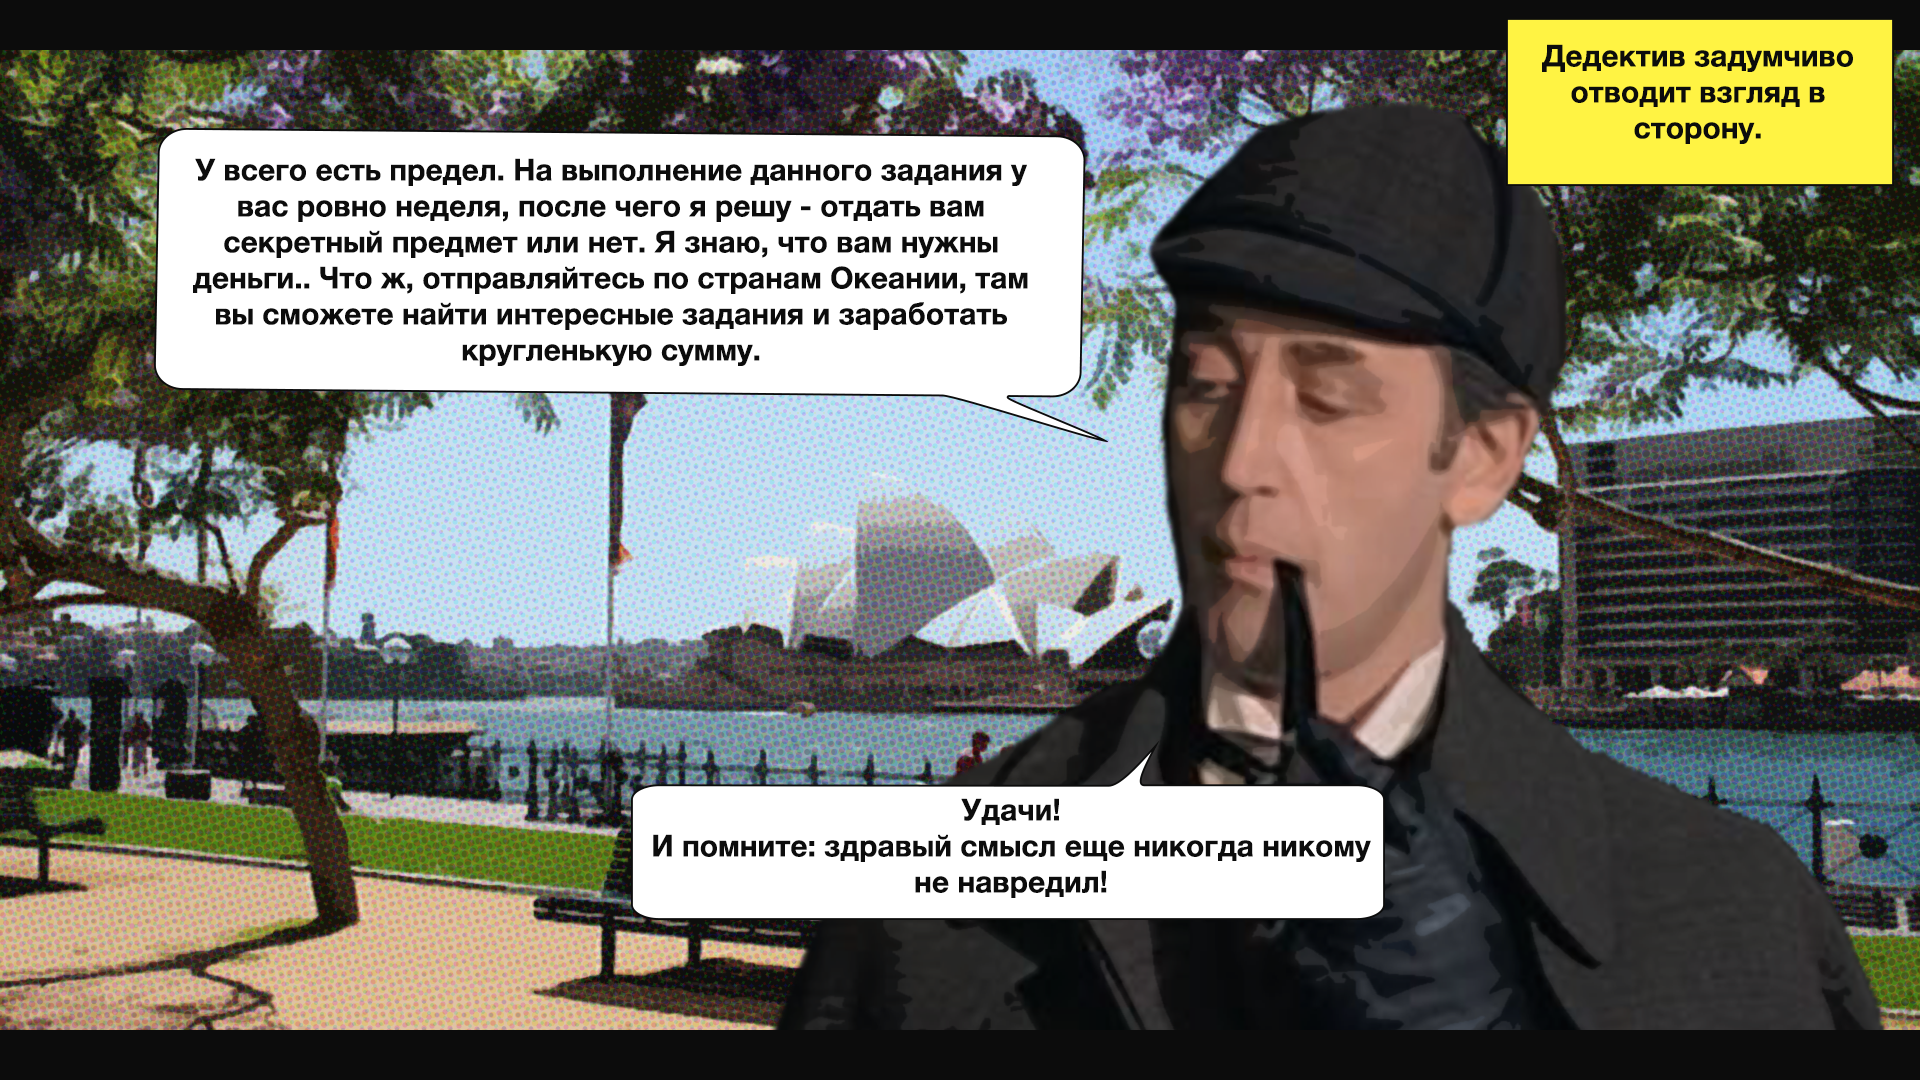 Дедектив задумчиво
отводит взгляд в
сторону.
У всего есть предел. На выполнение данного задания у
вас ровно неделя, после чего я решу - отдать вам
секретный предмет или нет. Я знаю, что вам нужны
деньги.. Что ж, отправляйтесь по странам Океании, там
вы сможете найти интересные задания и заработать
кругленькую сумму.
Удачи!
И помните: здравый смысл еще никогда никому
не навредил!